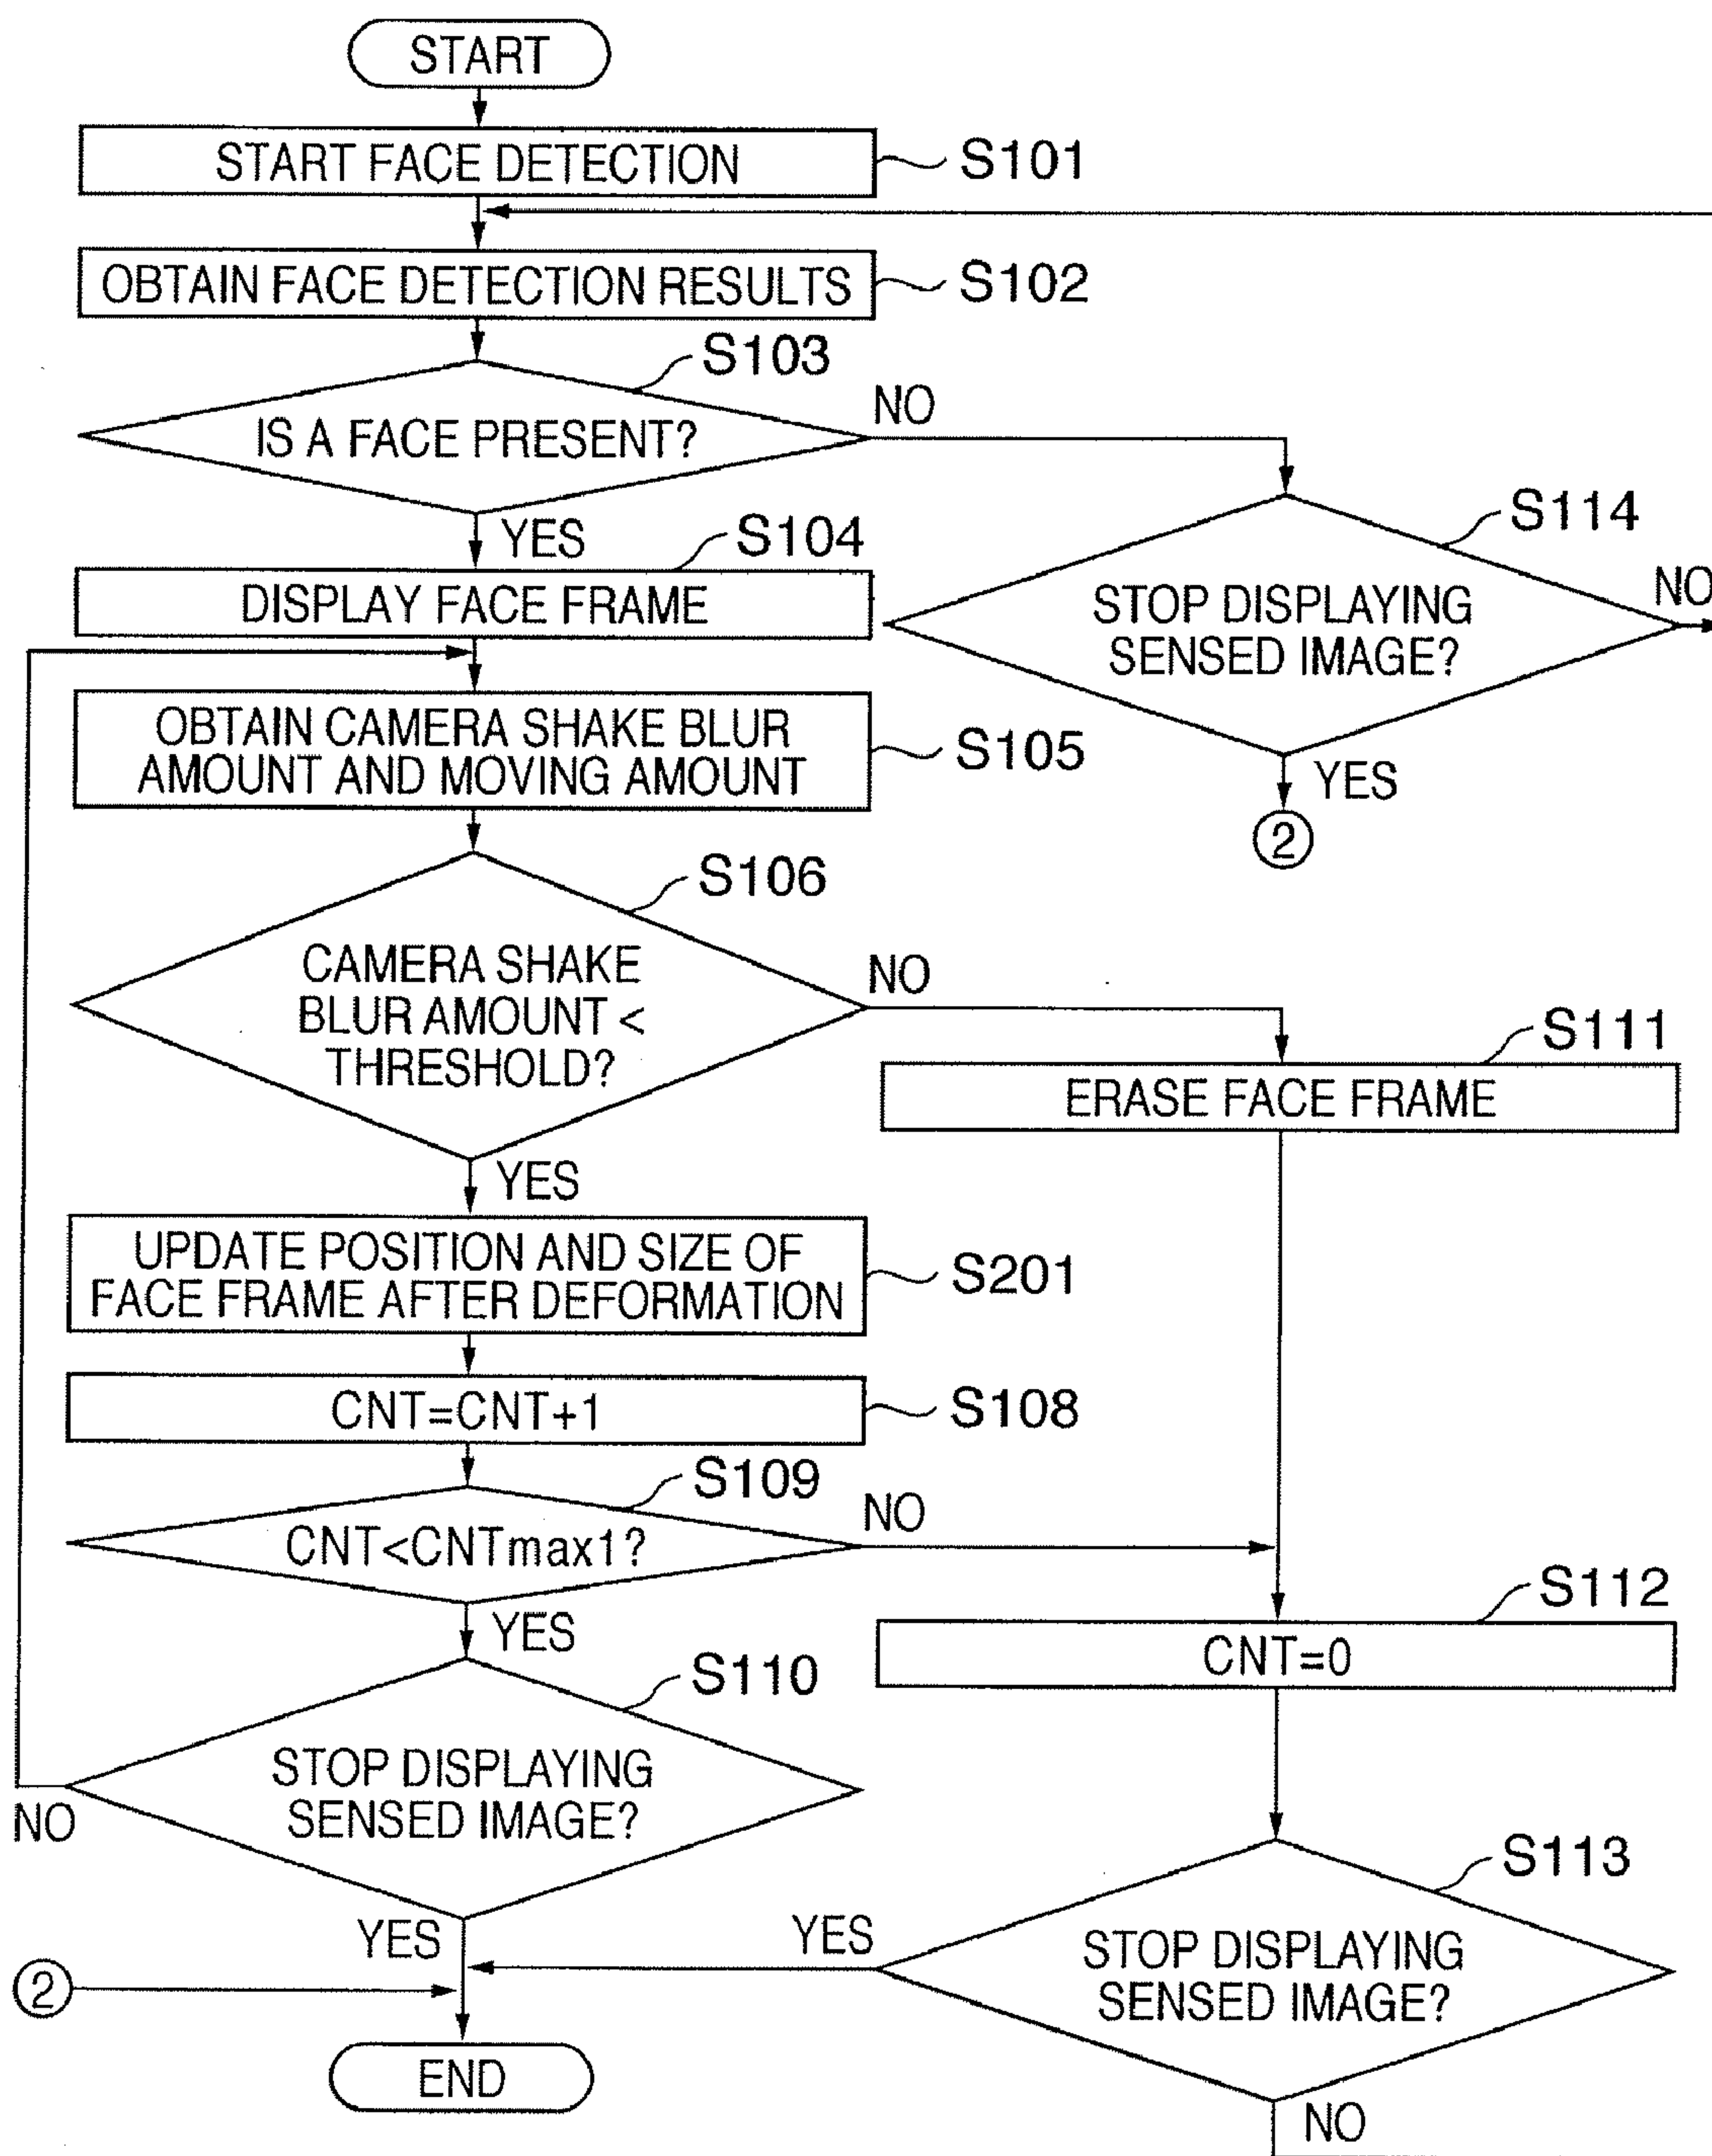 START
START FACE DETECTION
S101
OBTAIN FACE DETECTION RESULTS
S102
S103
IS A FACE PRESENT?
NO
YES
S104
DISPLAY FACE FRAME
S114
STOP DISPLAYING
SENSED IMAGE?
NO
YES
2
OBTAIN CAMERA SHAKE BLUR
AMOUNT AND MOVING AMOUNT
S105
S106
CAMERA SHAKE
BLUR AMOUNT <
THRESHOLD?
NO
YES
S111
ERASE FACE FRAME
UPDATE POSITION AND SIZE OF
FACE FRAME AFTER DEFORMATION
S201
CNT=CNT+1
S108
S109
CNT<CNTmax1?
NO
YES
S112
CNT=0
S110
STOP DISPLAYING
SENSED IMAGE?
NO
YES
S113
STOP DISPLAYING
SENSED IMAGE?
YES
NO
2
END